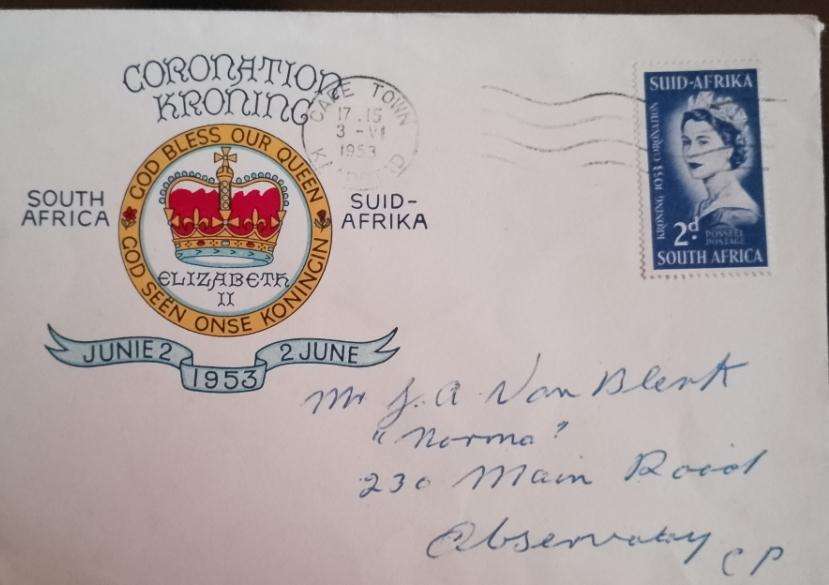 CORONATION
KRONING
GOD BLESS OUR QUEEN
SOUTH AFRICA
SUID-AFRIKA
ELIZABETH
II
GOD SEËN ONSE KONINGIN
JUNIE 2
1953
2 JUNE
CAPE TOWN
17.15
3-VI
1953
SUID-AFRIKA
KRONING 1953 CORONATION
2d.
POSSEËL
POSTAGE
SOUTH AFRICA
Mr J. A Van Blerk
"Norma"
230 Main Road
Observatory
CP